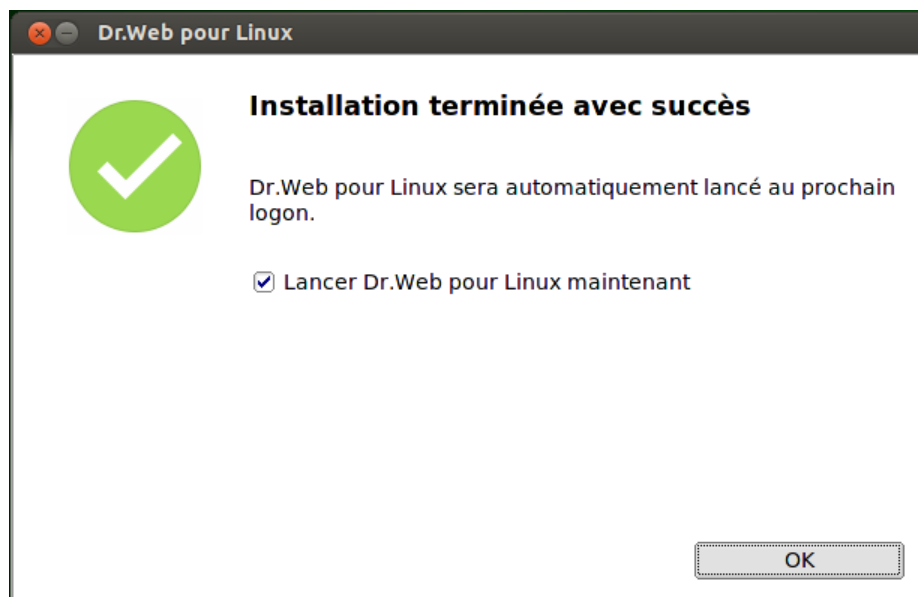 Dr.Web pour Linux
Installation terminée avec succès
Dr.Web pour Linux sera automatiquement lancé au prochain
logon.
Lancer Dr.Web pour Linux maintenant
OK